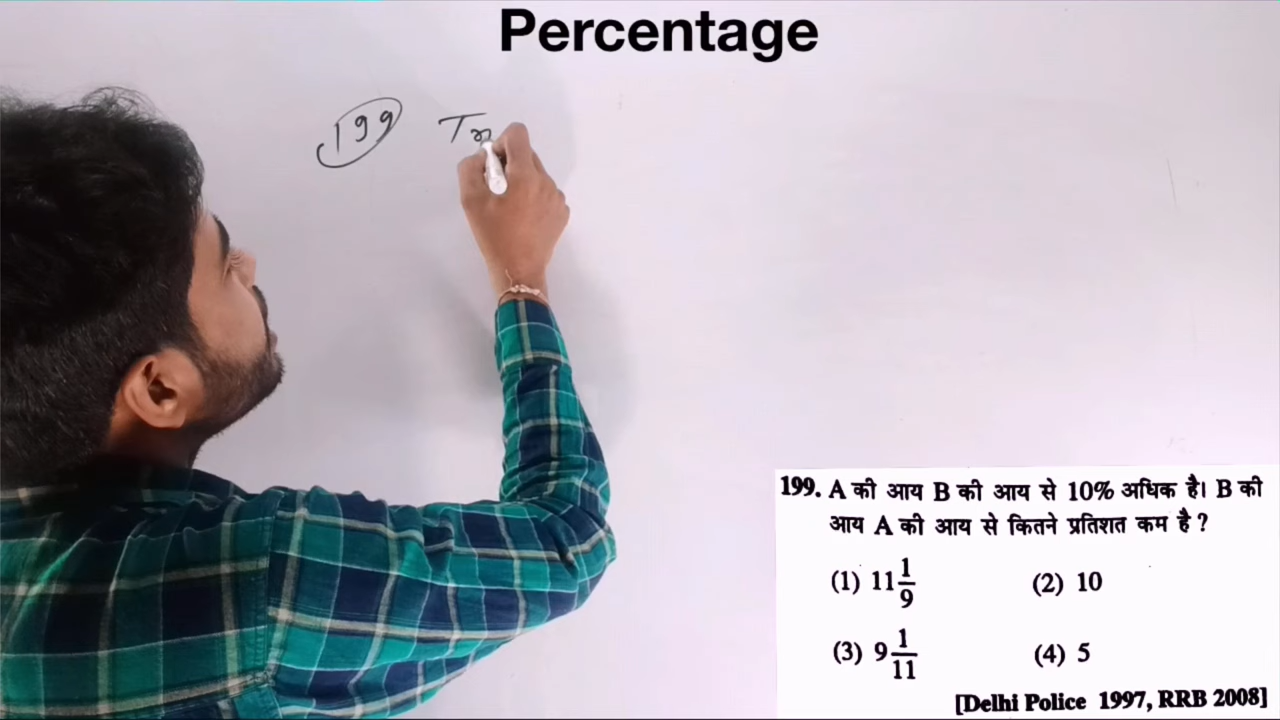 Percentage
199 Tr
199. A की आय B की आय से 10% अधिक है। B की
आय A की आय से कितने प्रतिशत कम है ?
(1) 11 1/9 (2) 10
(3) 9 1/11 (4) 5
[Delhi Police 1997, RRB 2008]